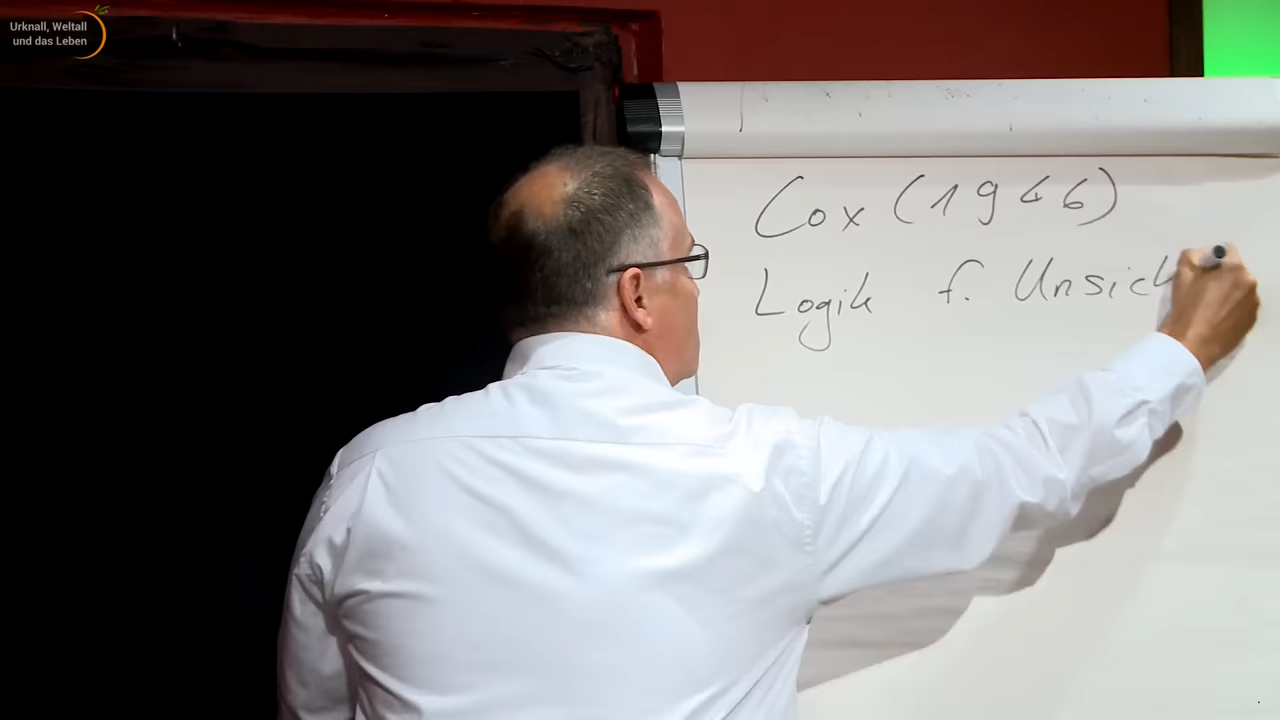 Urknall, Weltall
und das Leben
Cox (1946)
Logik f. Unsich